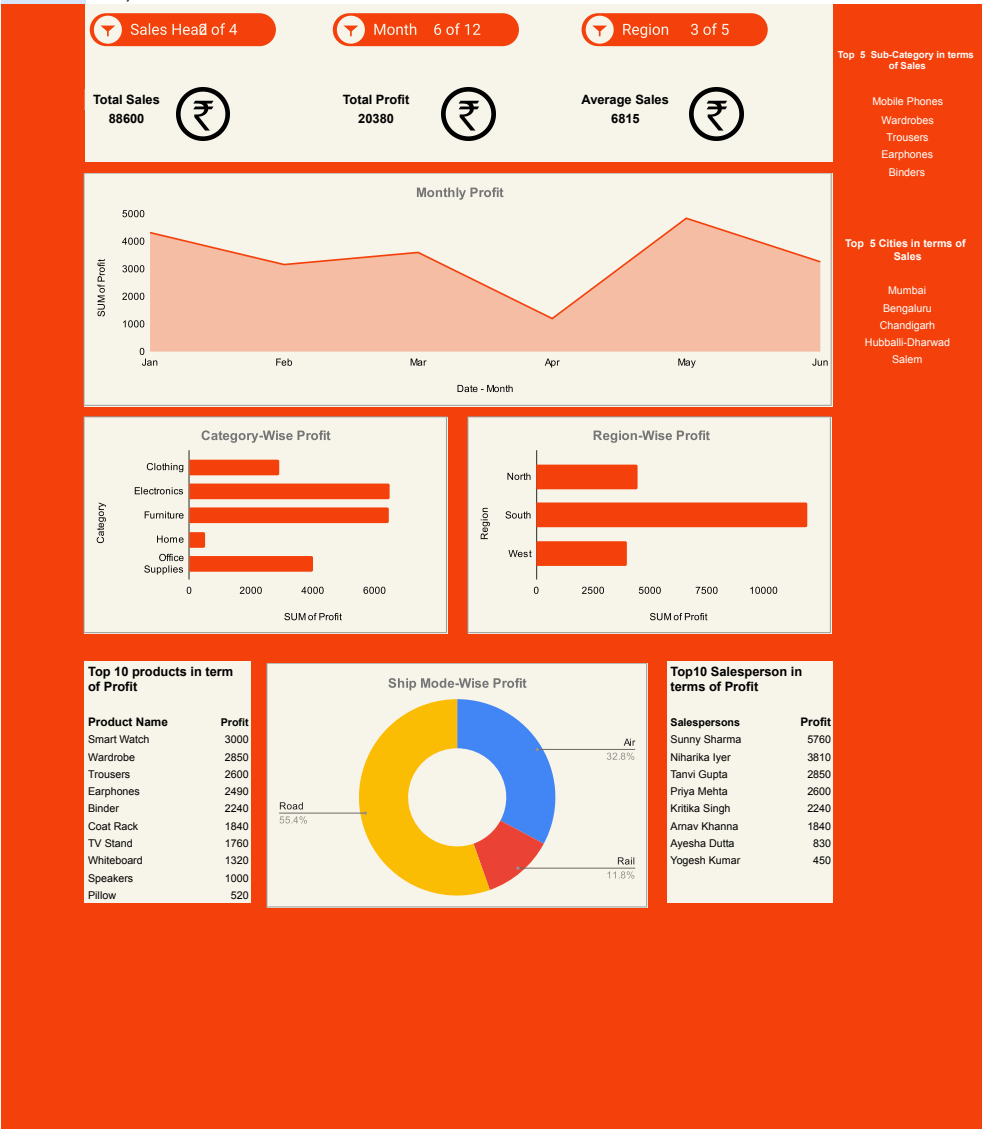 Sales Head 2 of 4
Month 6 of 12
Region 3 of 5
Total Sales
88600
₹
Total Profit
20380
₹
Average Sales
6815
₹
Top 5 Sub-Category in terms
of Sales
Mobile Phones
Wardrobes
Trousers
Earphones
Binders
Top 5 Cities in terms of
Sales
Mumbai
Bengaluru
Chandigarh
Hubballi-Dharwad
Salem
Monthly Profit
SUM of Profit
5000
4000
3000
2000
1000
0
Jan Feb Mar Apr May Jun
Date - Month
Category-Wise Profit
Category
Clothing
Electronics
Furniture
Home
Office
Supplies
0 2000 4000 6000
SUM of Profit
Region-Wise Profit
Region
North
South
West
0 2500 5000 7500 10000
SUM of Profit
Top 10 products in term
of Profit
Product Name Profit
Smart Watch 3000
Wardrobe 2850
Trousers 2600
Earphones 2490
Binder 2240
Coat Rack 1840
TV Stand 1760
Whiteboard 1320
Speakers 1000
Pillow 520
Ship Mode-Wise Profit
Air
32.8%
Road
55.4%
Rail
11.8%
Top10 Salesperson in
terms of Profit
Salespersons Profit
Sunny Sharma 5760
Niharika Iyer 3810
Tanvi Gupta 2850
Priya Mehta 2600
Kritika Singh 2240
Arnav Khanna 1840
Ayesha Dutta 830
Yogesh Kumar 450